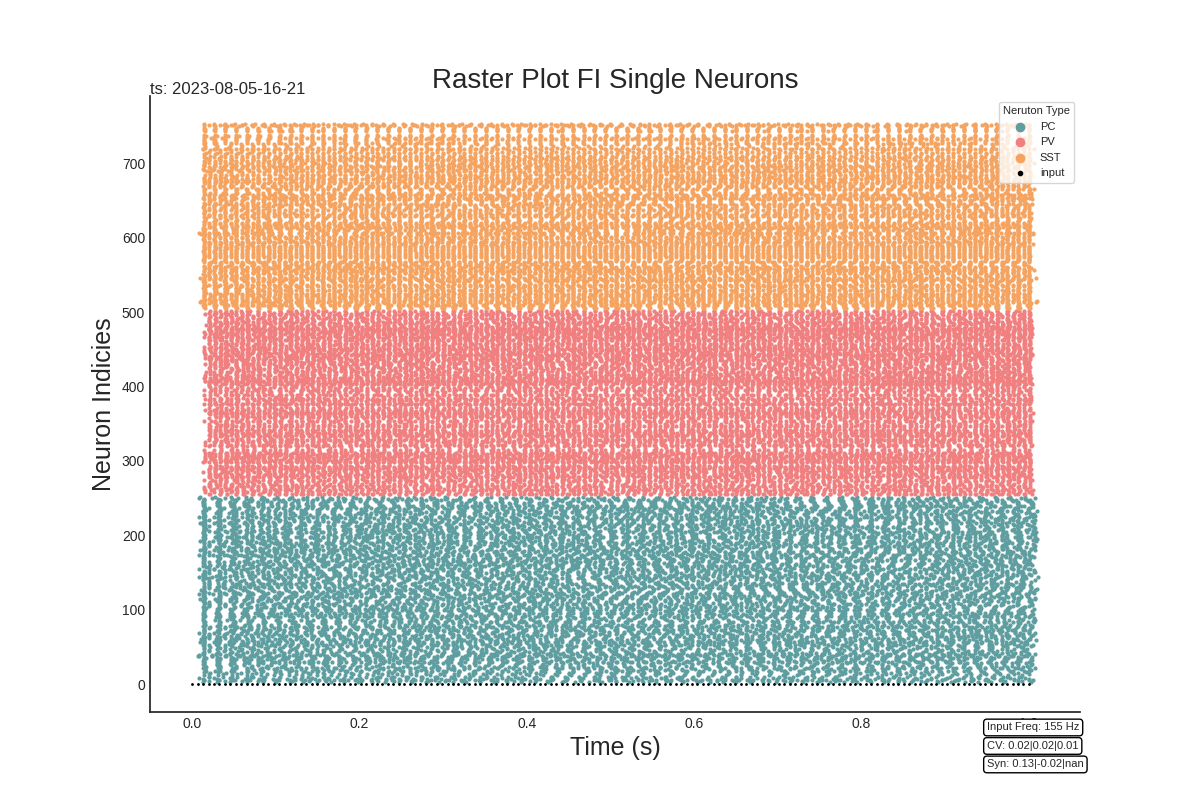 Raster Plot FI Single Neurons
ts: 2023-08-05-16-21
Neruton Type
PC
PV
SST
input
Neuron Indicies
700
600
500
400
300
200
100
0
0.0 0.2 0.4 0.6 0.8
Time (s)
Input Freq: 155 Hz
CV: 0.02|0.02|0.01
Syn: 0.13|-0.02|nan